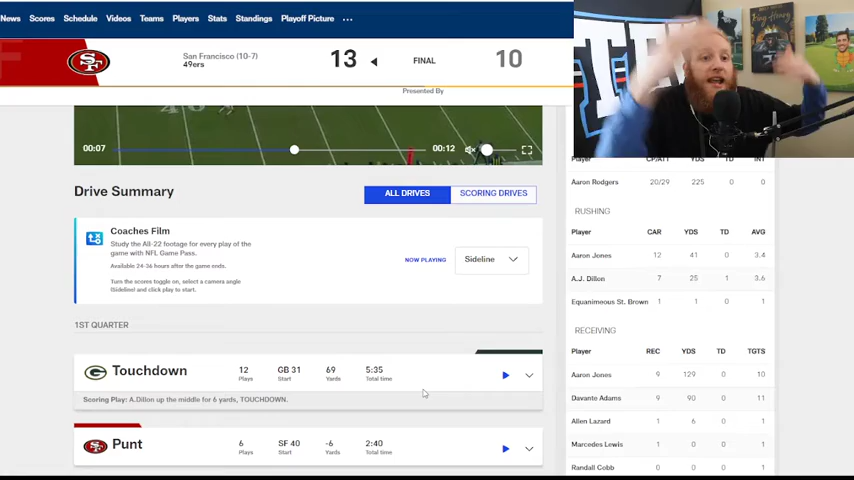 News Scores Schedule Videos Teams Players Stats Standings Playoff Picture ...
San Francisco (10-7)
49ers
13
FINAL
10
Presented By
King Henry
00:07
00:12
Player CP/ATT YDS TD INT
Aaron Rodgers 20/29 225 0 0
RUSHING
Player CAR YDS TD AVG
Aaron Jones 12 41 0 3.4
A.J. Dillon 7 25 1 3.6
Equanimeous St. Brown 1 1 0 1
RECEIVING
Player REC YDS TD TGTS
Aaron Jones 9 129 0 10
Davante Adams 9 90 0 11
Allen Lazard 1 6 0 1
Marcedes Lewis 1 1 0 1
Randall Cobb 0 0 0 1
Drive Summary
ALL DRIVES
SCORING DRIVES
Coaches Film
Study the All-22 footage for every play of the
game with NFL Game Pass.
Available 24-36 hours after the game ends.
Turn the scores toggle on, select a camera angle
(Sideline) and click play to start.
NOW PLAYING
Sideline
1ST QUARTER
Touchdown
12
Plays
GB 31
Start
69
Yards
5:35
Total time
Scoring Play: A.Dillon up the middle for 6 yards, TOUCHDOWN.
Punt
6
Plays
SF 40
Start
-6
Yards
2:40
Total time